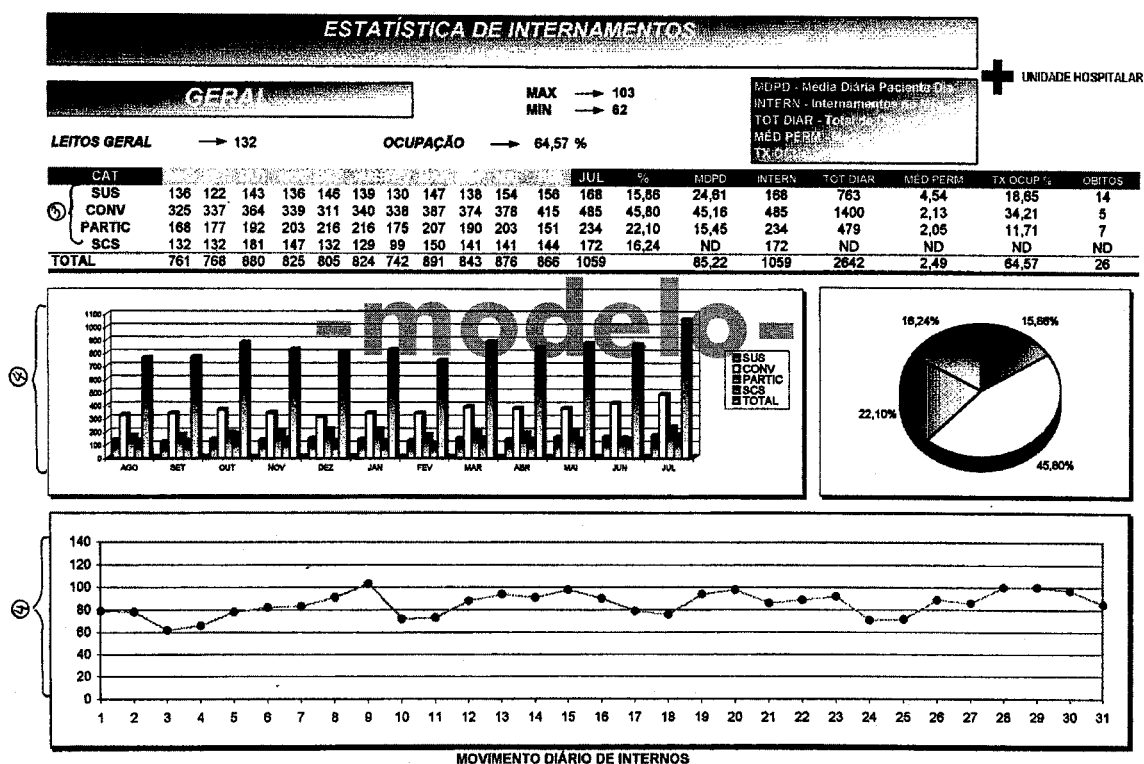 ESTATÍSTICA DE INTERNAMENTOS
UNIDADE HOSPITALAR
GERAL
MAX → 103
MIN → 62
MDPD - Media Diária Paciente Dia
INTERN - Internamentos
TOT DIAR - Total
MÉD PERM
LEITOS GERAL → 132
OCUPAÇÃO → 64,57 %
CAT JUL % MDPD INTERN TOT DIAR MÉD PERM TX OCUP % OBITOS
SUS 136 122 143 136 146 139 130 147 138 154 156 168 15,86 24,61 168 763 4,54 18,65 14
CONV 325 337 364 339 311 340 338 387 374 378 415 485 45,80 45,16 485 1400 2,13 34,21 5
PARTIC 168 177 192 203 216 216 175 207 190 203 151 234 22,10 15,45 234 479 2,05 11,71 7
SCS 132 132 181 147 132 129 99 150 141 141 144 172 16,24 ND 172 ND ND ND ND
TOTAL 761 768 880 825 805 824 742 891 843 876 866 1059 85,22 1059 2642 2,49 64,57 26
- modelo -
1100
1000
900
800
700
600
500
400
300
200
100
0
AGO SET OUT NOV DEZ JAN FEV MAR ABR MAI JUN JUL
SUS
CONV
PARTIC
SCS
TOTAL
16,24% 15,86%
22,10%
45,80%
140
120
100
80
60
40
20
0
1 2 3 4 5 6 7 8 9 10 11 12 13 14 15 16 17 18 19 20 21 22 23 24 25 26 27 28 29 30 31
MOVIMENTO DIÁRIO DE INTERNOS